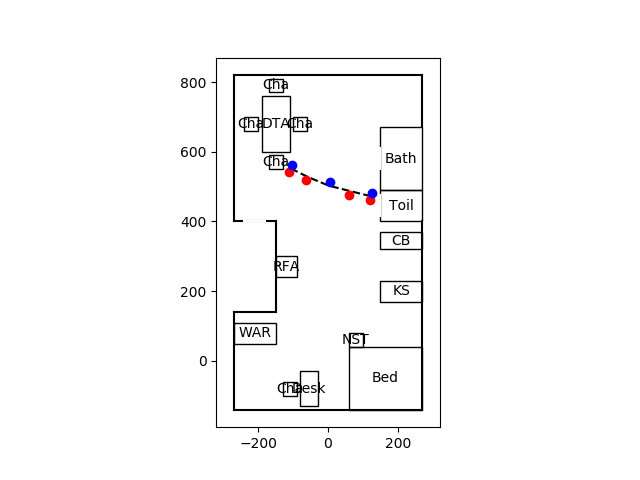 800
600
400
200
0
−200
0
200
Cha
Cha
DTA
Cha
Cha
Bath
Toil
CB
RFA
KS
WAR
NST
Bed
Cha
Desk